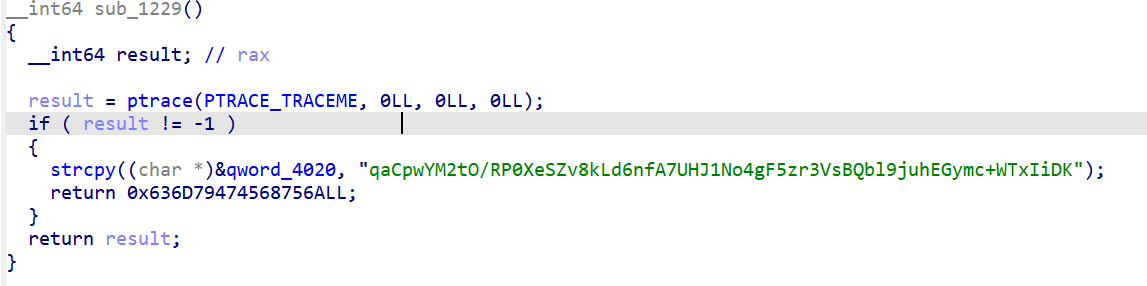 __int64 sub_1229()
{
  __int64 result; // rax

  result = ptrace(PTRACE_TRACEME, 0LL, 0LL, 0LL);
  if ( result != -1 )
  {
    strcpy((char *)&qword_4020, "qaCpwYM2tO/RP0XeSZv8kLd6nfA7UHJ1No4gF5zr3VsBQbl9juhEGymc+WTxIiDK");
    return 0x636D79474568756ALL;
  }
  return result;
}